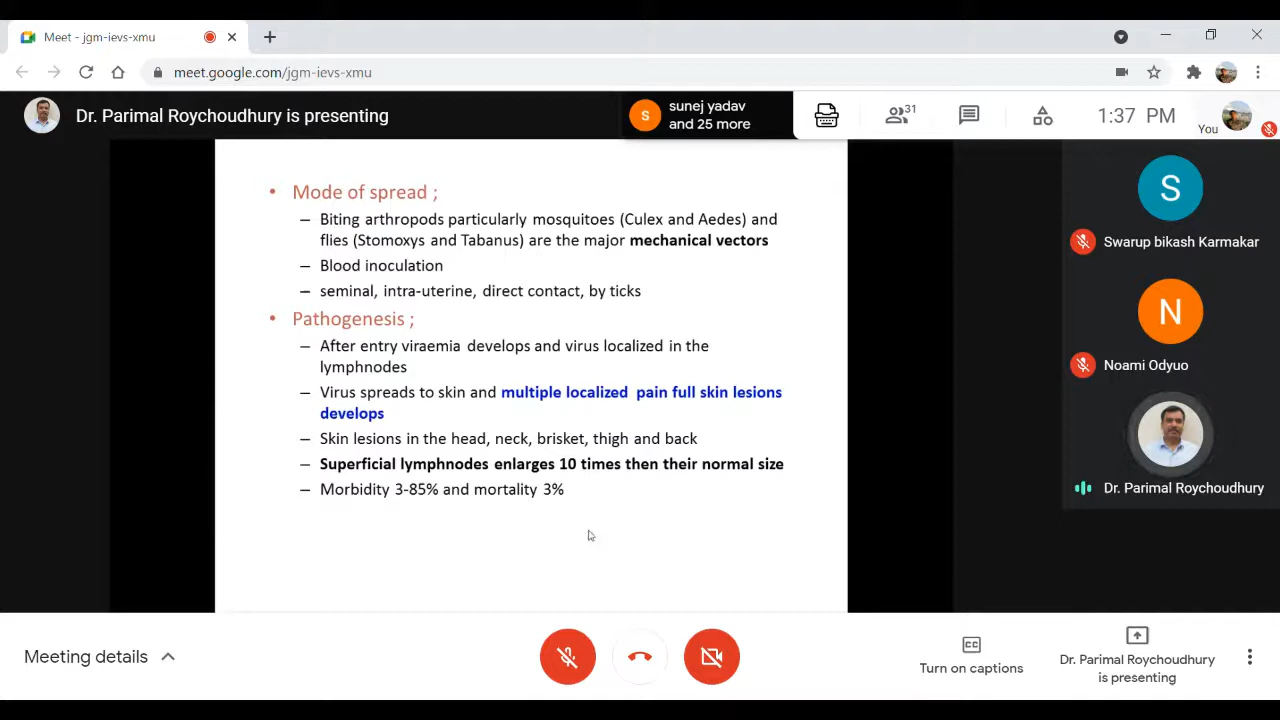 Meet - jgm-ievs-xmu
meet.google.com/jgm-ievs-xmu
Dr. Parimal Roychoudhury is presenting
S
sunej yadav
and 25 more
31
1:37 PM
You
• Mode of spread ;
– Biting arthropods particularly mosquitoes (Culex and Aedes) and
flies (Stomoxys and Tabanus) are the major mechanical vectors
– Blood inoculation
– seminal, intra-uterine, direct contact, by ticks
• Pathogenesis ;
– After entry viraemia develops and virus localized in the
lymphnodes
– Virus spreads to skin and multiple localized pain full skin lesions
develops
– Skin lesions in the head, neck, brisket, thigh and back
– Superficial lymphnodes enlarges 10 times then their normal size
– Morbidity 3-85% and mortality 3%
S
Swarup bikash Karmakar
N
Noami Odyuo
Dr. Parimal Roychoudhury
Meeting details
CC
Turn on captions
Dr. Parimal Roychoudhury
is presenting